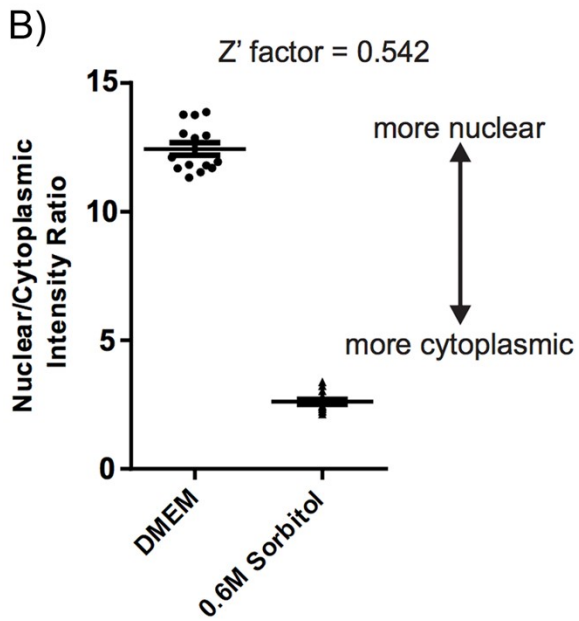 B)
Z’ factor = 0.542
Nuclear/Cytoplasmic
Intensity Ratio
15
10
5
0
more nuclear
more cytoplasmic
DMEM
0.6M Sorbitol